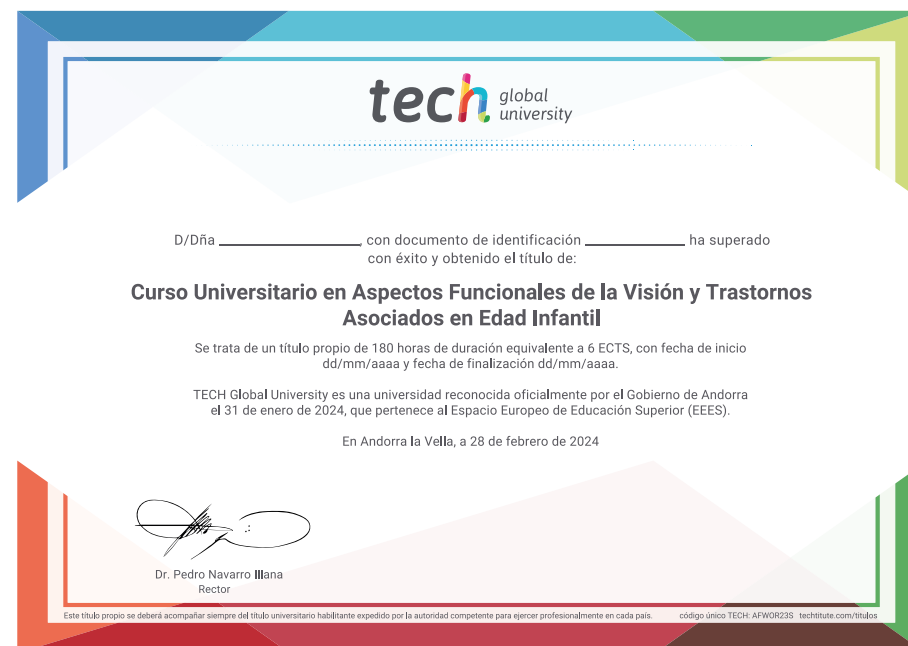 tech global university
D/Dña ____________________, con documento de identificación ______________ ha superado
con éxito y obtenido el título de:
Curso Universitario en Aspectos Funcionales de la Visión y Trastornos
Asociados en Edad Infantil
Se trata de un título propio de 180 horas de duración equivalente a 6 ECTS, con fecha de inicio
dd/mm/aaaa y fecha de finalización dd/mm/aaaa.
TECH Global University es una universidad reconocida oficialmente por el Gobierno de Andorra
el 31 de enero de 2024, que pertenece al Espacio Europeo de Educación Superior (EEES).
En Andorra la Vella, a 28 de febrero de 2024
Dr. Pedro Navarro Illana
Rector
Este título propio se deberá acompañar siempre del título universitario habilitante expedido por la autoridad competente para ejercer profesionalmente en cada país. código único TECH: AFWOR23S techtitute.com/titulos